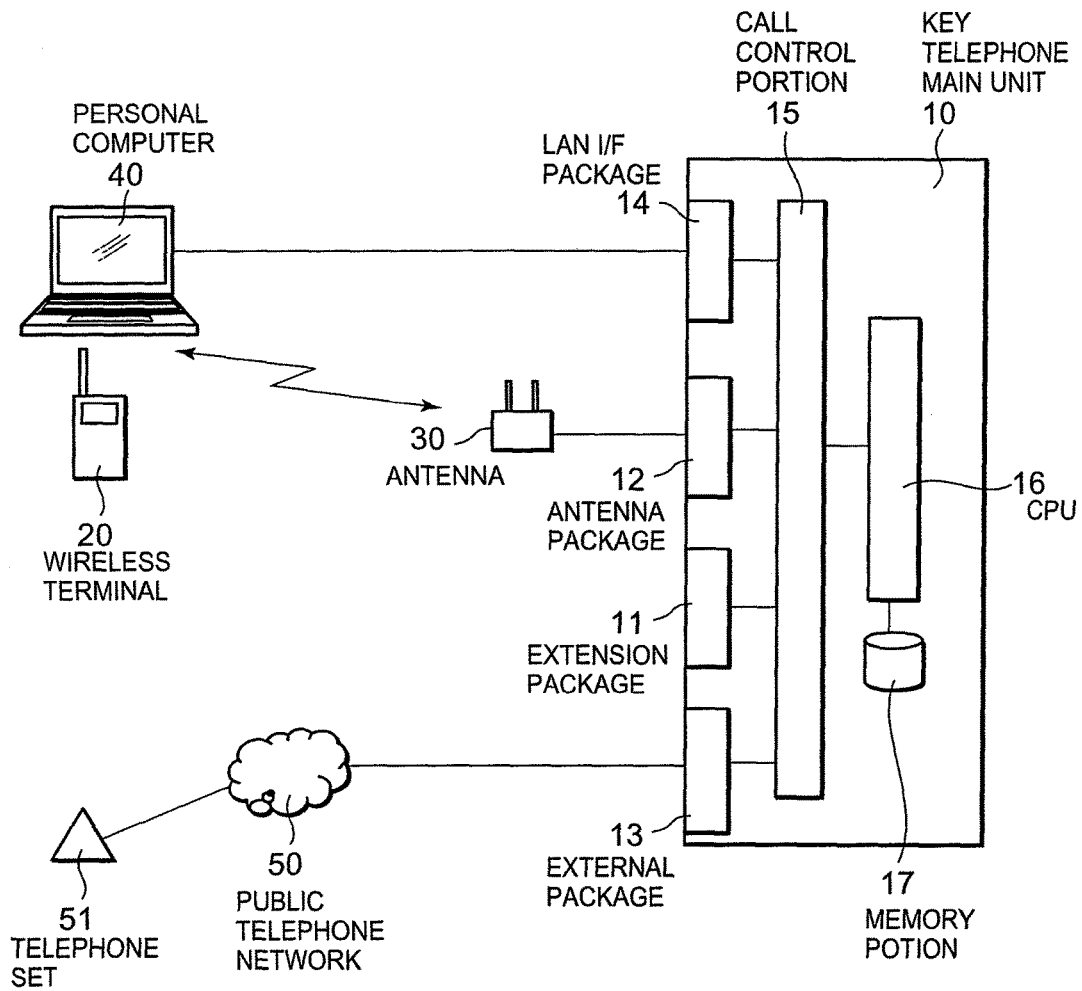 CALL
CONTROL
PORTION
15
KEY
TELEPHONE
MAIN UNIT
10
PERSONAL
COMPUTER
40
LAN I/F
PACKAGE
14
30
ANTENNA
12
ANTENNA
PACKAGE
16
CPU
20
WIRELESS
TERMINAL
11
EXTENSION
PACKAGE
13
EXTERNAL
PACKAGE
17
MEMORY
POTION
50
PUBLIC
TELEPHONE
NETWORK
51
TELEPHONE
SET